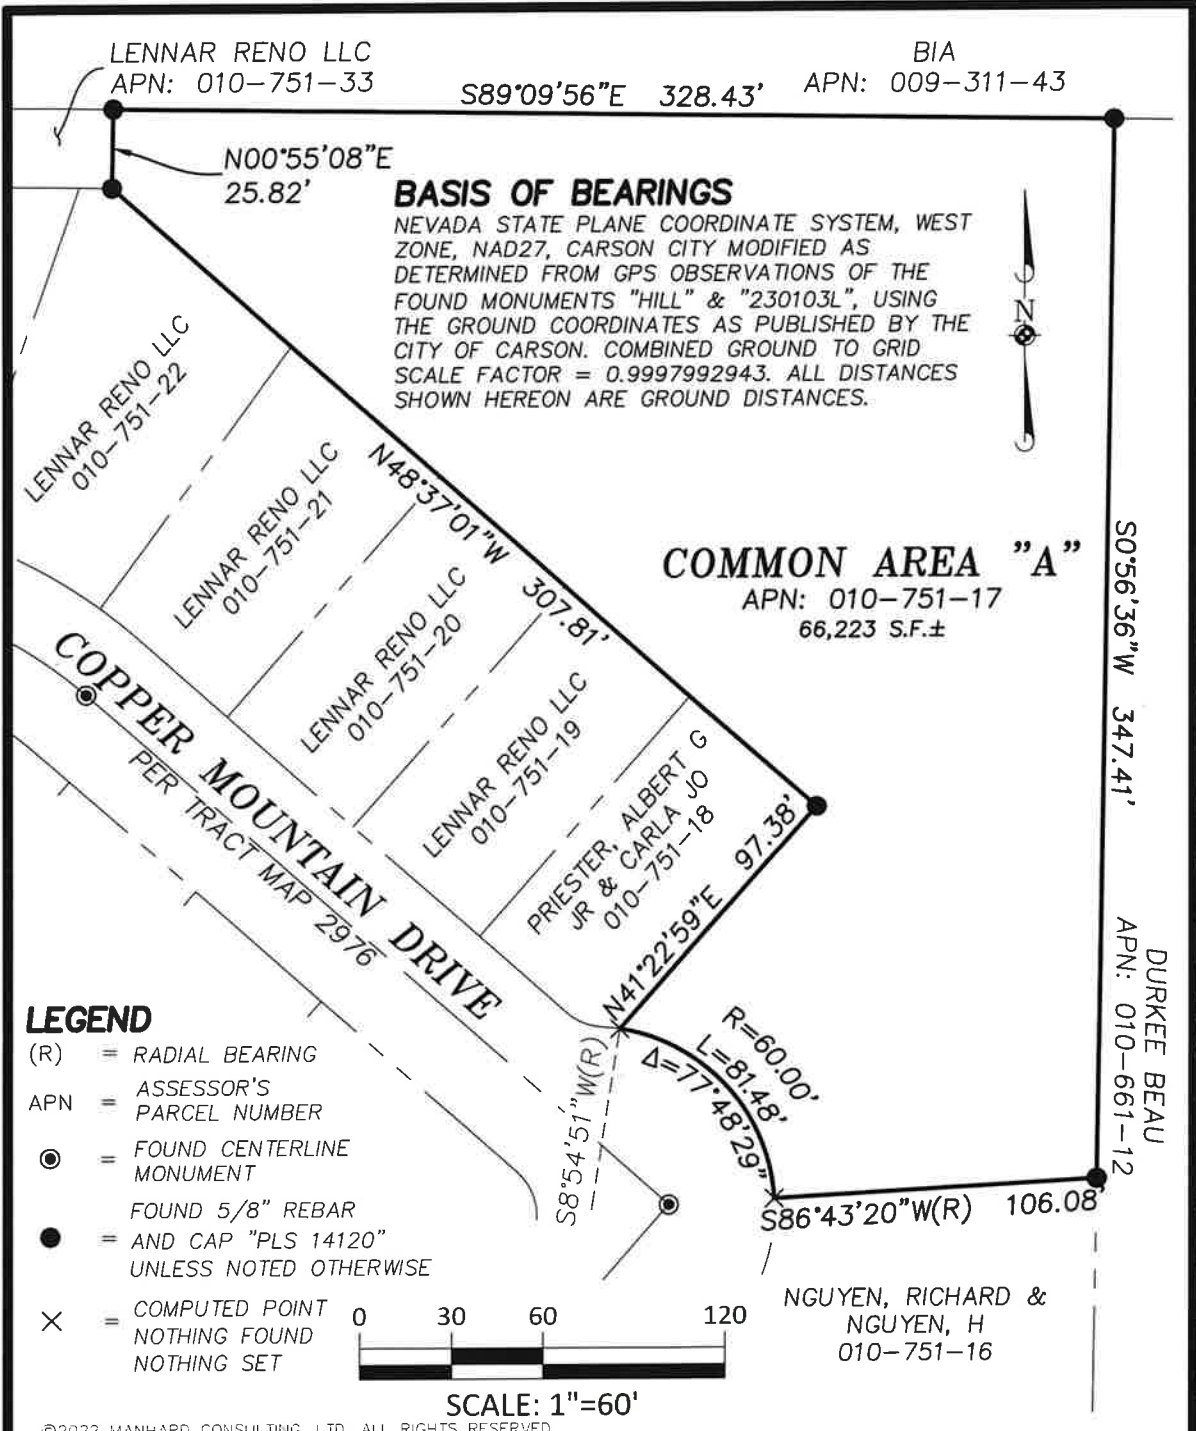 LENNAR RENO LLC
APN: 010-751-33
BIA
APN: 009-311-43
S89°09'56"E 328.43'
N00°55'08"E
25.82'
BASIS OF BEARINGS
NEVADA STATE PLANE COORDINATE SYSTEM, WEST
ZONE, NAD27, CARSON CITY MODIFIED AS
DETERMINED FROM GPS OBSERVATIONS OF THE
FOUND MONUMENTS "HILL" & "230103L", USING
THE GROUND COORDINATES AS PUBLISHED BY THE
CITY OF CARSON. COMBINED GROUND TO GRID
SCALE FACTOR = 0.9997992943. ALL DISTANCES
SHOWN HEREON ARE GROUND DISTANCES.
N
LENNAR RENO LLC
010-751-22
LENNAR RENO LLC
010-751-21
LENNAR RENO LLC
010-751-20
LENNAR RENO LLC
010-751-19
PRIESTER, ALBERT G
JR & CARLA JO
010-751-18
N48°37'01"W 307.81'
COMMON AREA "A"
APN: 010-751-17
66,223 S.F.±
S0°56'36"W 347.41'
DURKEE BEAU
APN: 010-661-12
COPPER MOUNTAIN DRIVE
PER TRACT MAP 2976
N41°22'59"E 97.38'
R=60.00'
L=81.48'
Δ=77°48'29"
S8°54'51"W(R)
S86°43'20"W(R) 106.08'
NGUYEN, RICHARD &
NGUYEN, H
010-751-16
LEGEND
(R) = RADIAL BEARING
APN = ASSESSOR'S
PARCEL NUMBER
= FOUND CENTERLINE
MONUMENT
FOUND 5/8" REBAR
= AND CAP "PLS 14120"
UNLESS NOTED OTHERWISE
= COMPUTED POINT
NOTHING FOUND
NOTHING SET
0 30 60 120
SCALE: 1"=60'
©2022 MANHARD CONSULTING, LTD. ALL RIGHTS RESERVED